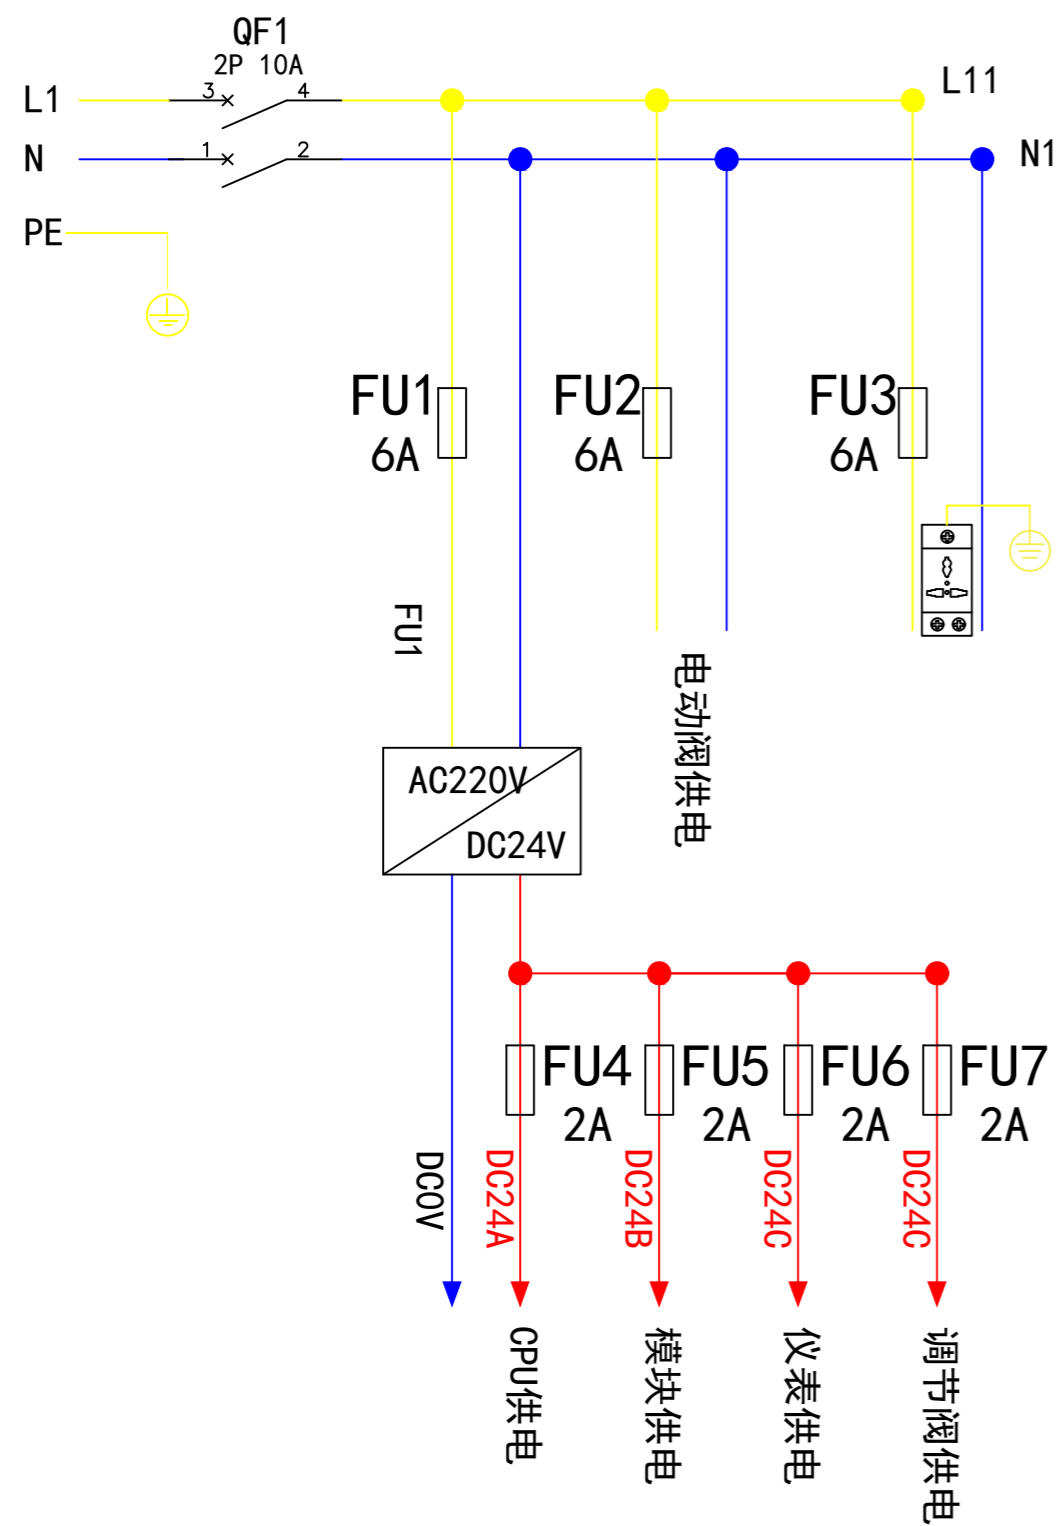 QF1
2P 10A
L1
3
4
L11
N
1
2
N1
PE
FU1
6A
FU2
6A
FU3
6A
FU1
电动阀供电
AC220V
DC24V
FU4
2A
FU5
2A
FU6
2A
FU7
2A
DC0V
DC24A
DC24B
DC24C
DC24C
CPU供电
模块供电
仪表供电
调节阀供电